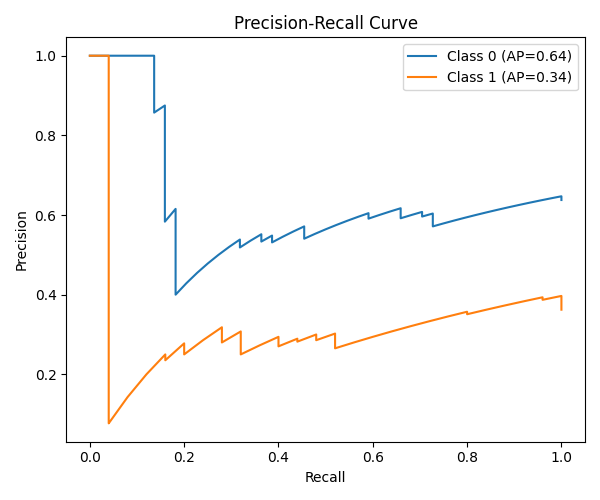 Precision-Recall Curve
Class 0 (AP=0.64)
Class 1 (AP=0.34)
1.0
0.8
0.6
0.4
0.2
Precision
0.0 0.2 0.4 0.6 0.8 1.0
Recall